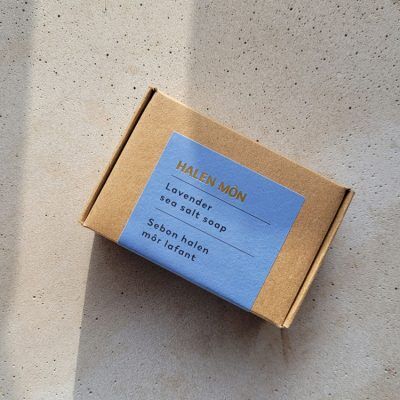 HALEN MÔN
Lavender
sea salt soap
Sebon halen
môr lafant